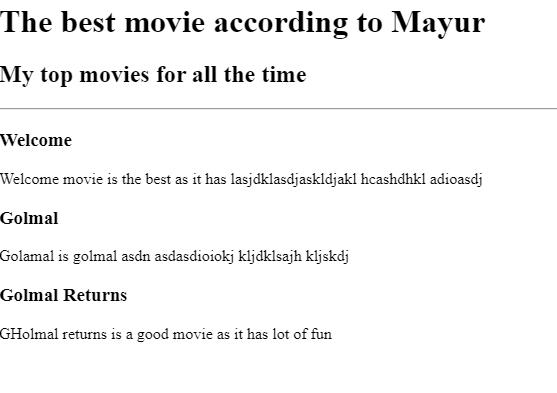 The best movie according to Mayur
My top movies for all the time
Welcome
Welcome movie is the best as it has lasjdklasdjaskldjakl hcashdhkl adioasdj
Golmal
Golamal is golmal asdn asdasdioiokj kljdklsajh kljskdj
Golmal Returns
GHolmal returns is a good movie as it has lot of fun